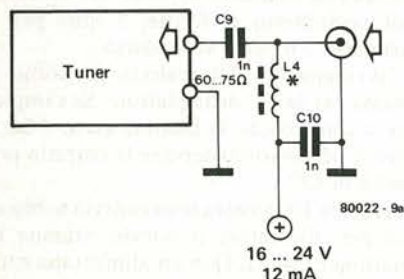 C9
Tuner
1n
L4
*
60...75Ω
C10
1n
80022 - 9a
+
16 ... 24 V
12 mA